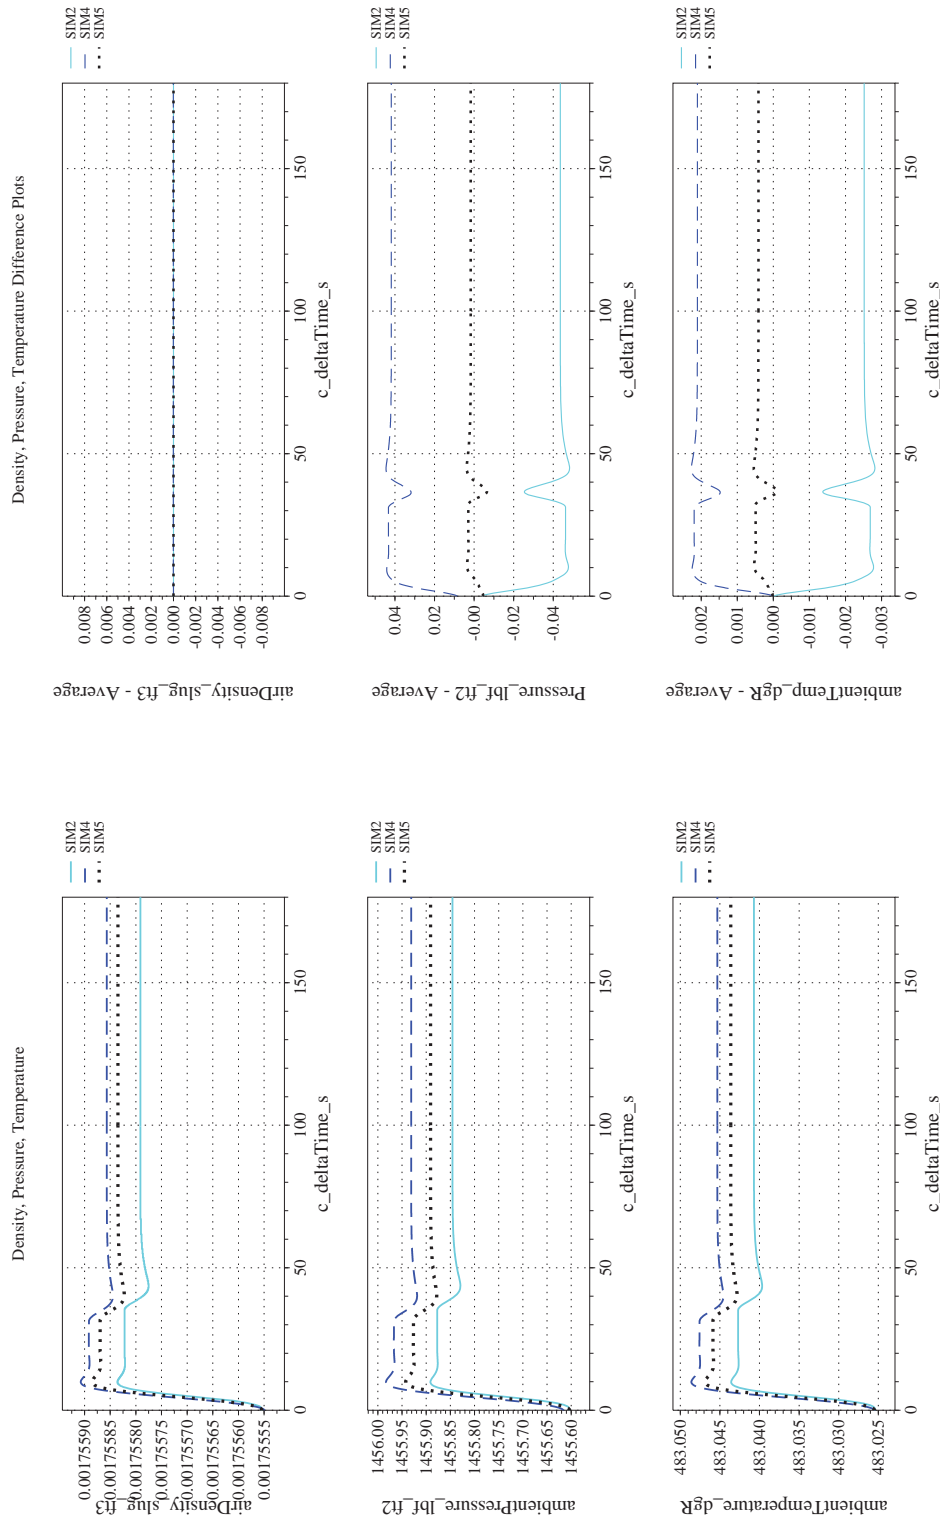 Density, Pressure, Temperature Difference Plots
airDensity_slug_ft3 - Average
0.008
0.006
0.004
0.002
0.000
-0.002
-0.004
-0.006
-0.008
0
50
100
150
c_deltaTime_s
SIM2
SIM4
SIM5
Pressure_lbf_ft2 - Average
0.04
0.02
-0.00
-0.02
-0.04
0
50
100
150
c_deltaTime_s
SIM2
SIM4
SIM5
ambientTemp_dgR - Average
0.002
0.001
0.000
-0.001
-0.002
-0.003
0
50
100
150
c_deltaTime_s
SIM2
SIM4
SIM5
Density, Pressure, Temperature
airDensity_slug_ft3
0.00175590
0.00175585
0.00175580
0.00175575
0.00175570
0.00175565
0.00175560
0.00175555
0
50
100
150
c_deltaTime_s
SIM2
SIM4
SIM5
ambientPressure_lbf_ft2
1456.00
1455.95
1455.90
1455.85
1455.80
1455.75
1455.70
1455.65
1455.60
0
50
100
150
c_deltaTime_s
SIM2
SIM4
SIM5
ambientTemperature_dgR
483.050
483.045
483.040
483.035
483.030
483.025
0
50
100
150
c_deltaTime_s
SIM2
SIM4
SIM5